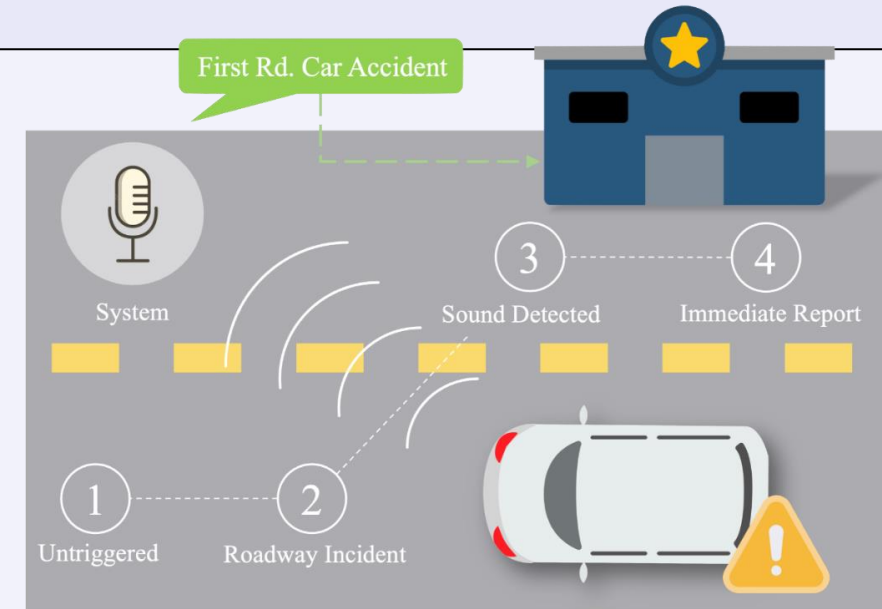 First Rd. Car Accident
System
3
Sound Detected
4
Immediate Report
1
Untriggered
2
Roadway Incident